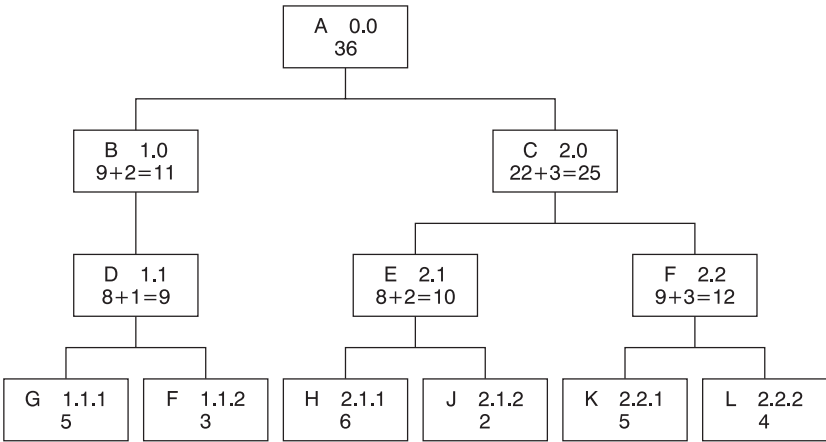 A 0.0
36
B 1.0
9+2=11
C 2.0
22+3=25
D 1.1
8+1=9
E 2.1
8+2=10
F 2.2
9+3=12
G 1.1.1
5
F 1.1.2
3
H 2.1.1
6
J 2.1.2
2
K 2.2.1
5
L 2.2.2
4